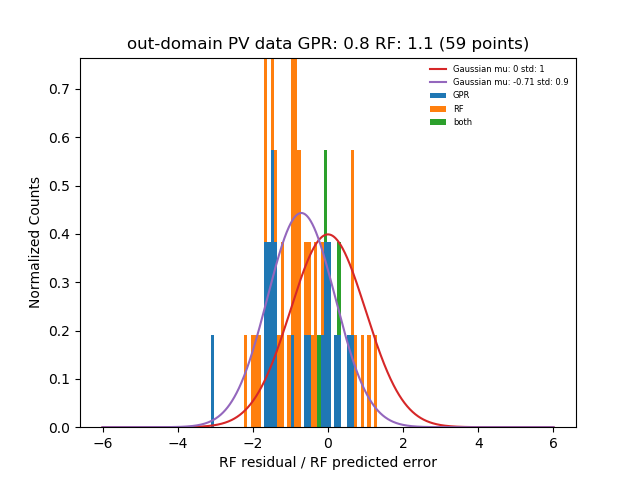 out-domain PV data GPR: 0.8 RF: 1.1 (59 points)
Gaussian mu: 0 std: 1
Gaussian mu: -0.71 std: 0.9
GPR
RF
both
Normalized Counts
0.7
0.6
0.5
0.4
0.3
0.2
0.1
0.0
−6
−4
−2
0
2
4
6
RF residual / RF predicted error